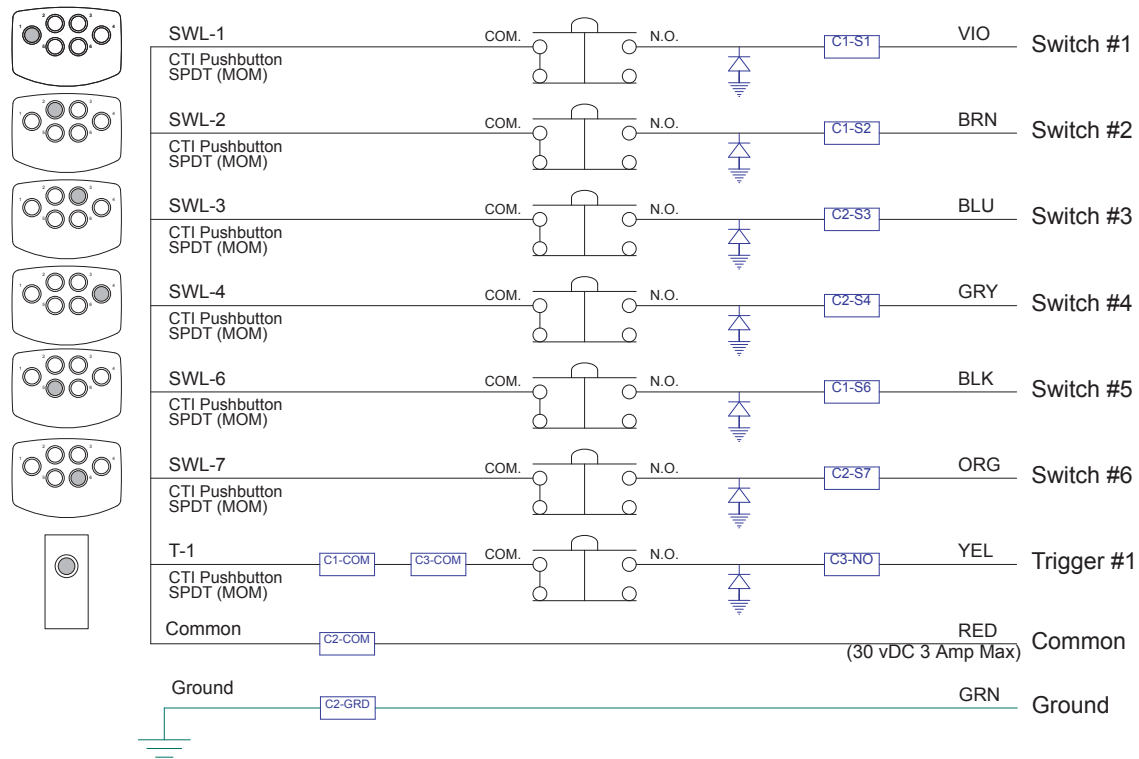 SWL-1 COM. N.O. C1-S1 VIO Switch #1
CTI Pushbutton
SPDT (MOM)
SWL-2 COM. N.O. C1-S2 BRN Switch #2
CTI Pushbutton
SPDT (MOM)
SWL-3 COM. N.O. C2-S3 BLU Switch #3
CTI Pushbutton
SPDT (MOM)
SWL-4 COM. N.O. C2-S4 GRY Switch #4
CTI Pushbutton
SPDT (MOM)
SWL-6 COM. N.O. C1-S6 BLK Switch #5
CTI Pushbutton
SPDT (MOM)
SWL-7 COM. N.O. C2-S7 ORG Switch #6
CTI Pushbutton
SPDT (MOM)
T-1 C1-COM C3-COM COM. N.O. C3-NO YEL Trigger #1
CTI Pushbutton
SPDT (MOM)
Common C2-COM RED Common
(30 vDC 3 Amp Max)
Ground C2-GRD GRN Ground